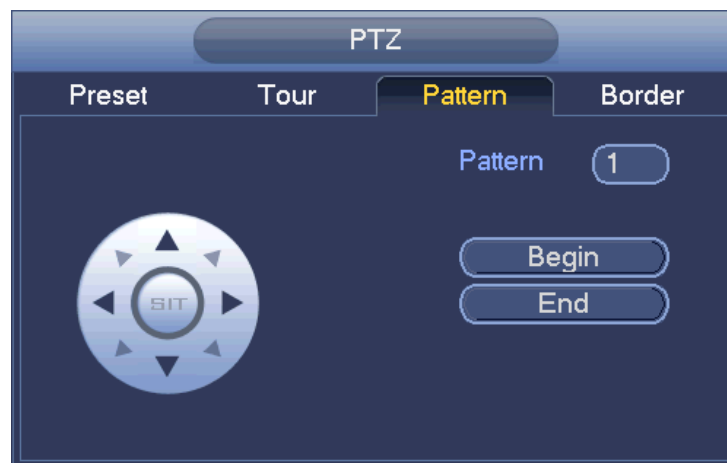 PTZ
Preset Tour Pattern Border
Pattern 1
Begin
SIT
End